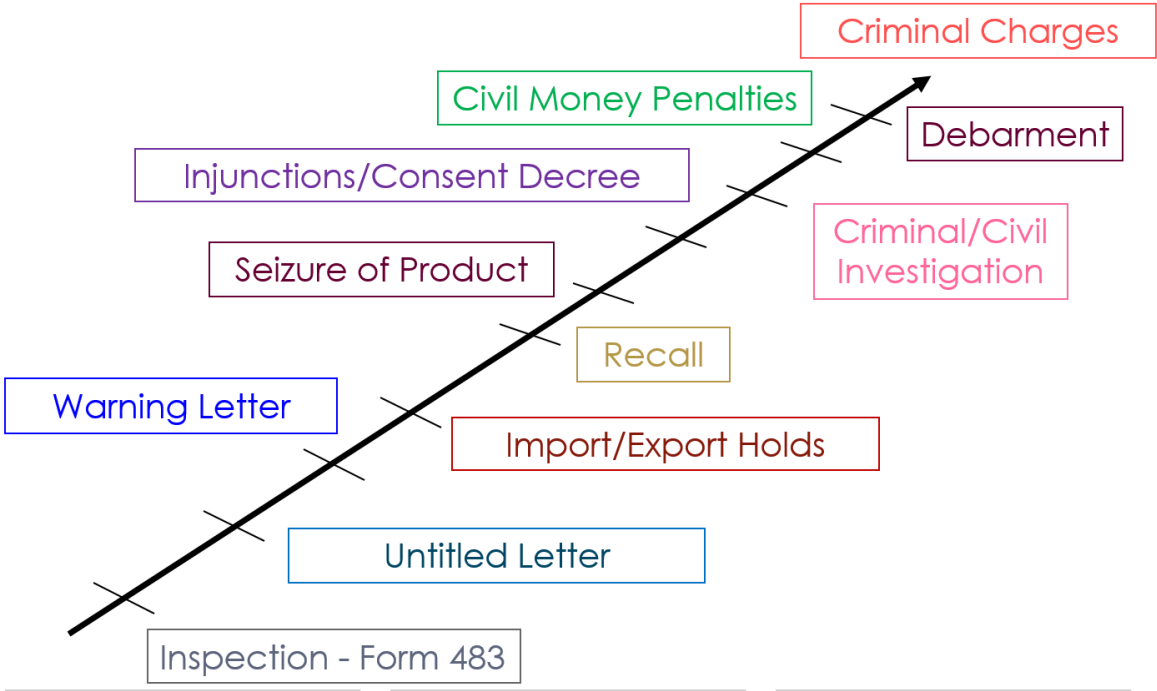 Criminal Charges
Civil Money Penalties
Debarment
Injunctions/Consent Decree
Criminal/Civil
Investigation
Seizure of Product
Recall
Warning Letter
Import/Export Holds
Untitled Letter
Inspection - Form 483